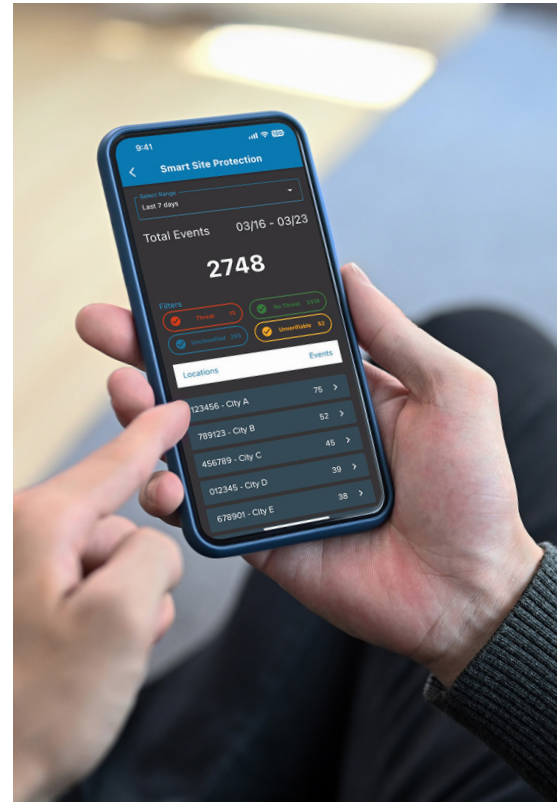 9:41
Smart Site Protection
Select Range
Last 7 days
Total Events 03/16 - 03/23
2748
Filters
Threat 15
No Threat
Unclassified
Unverifiable 52
Locations Events
123456 - City A 75
789123 - City B 52
456789 - City C 45
012345 - City D 39
678901 - City E 38